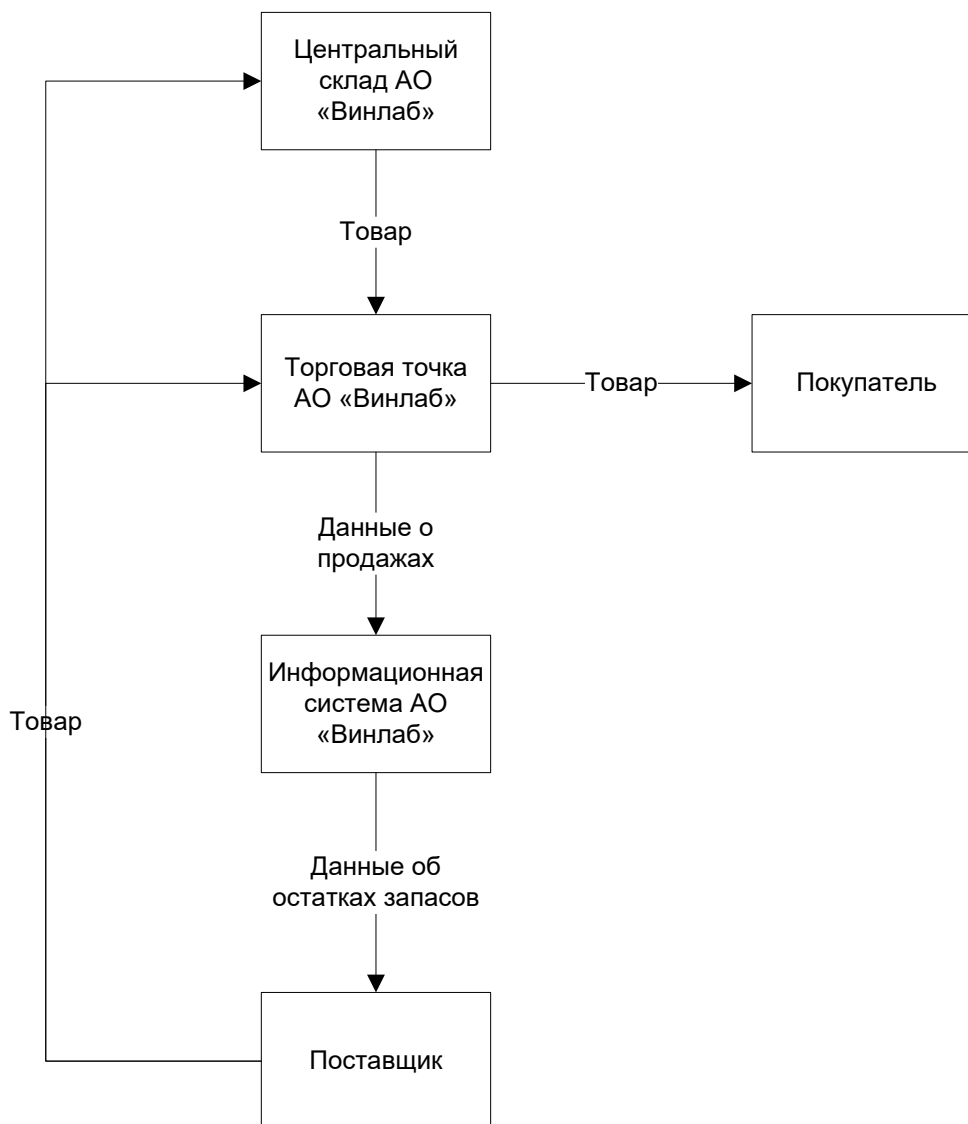 Центральный
склад АО
«Винлаб»
Товар
Торговая точка
АО «Винлаб»
Товар
Покупатель
Данные о
продажах
Информационная
система АО
«Винлаб»
Товар
Данные об
остатках запасов
Поставщик